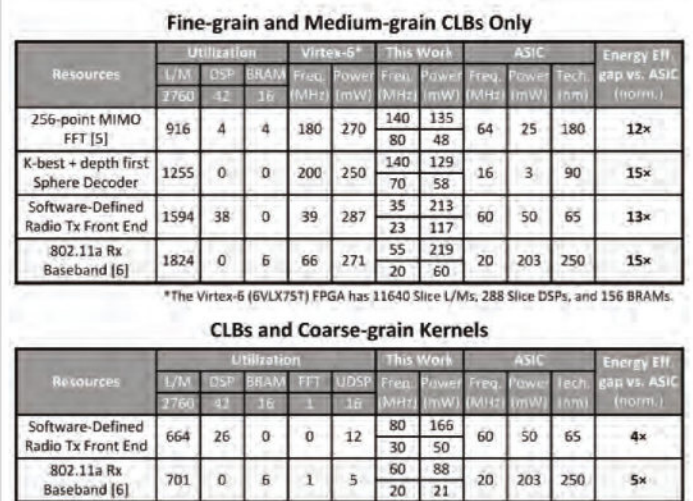 Fine-grain and Medium-grain CLBs Only
Resources Utilization Virtex-6* This Work ASIC Energy Eff. gap vs. ASIC (norm.)
L/M DSP BRAM Freq. (MHz) Power (mW) Freq. (MHz) Power (mW) Freq. (MHz) Power (mW) Tech. (nm)
2760 42 16
256-point MIMO FFT [5] 916 4 4 180 270 140 135 64 25 180 12×
80 48
K-best + depth first Sphere Decoder 1255 0 0 200 250 140 129 16 3 90 15×
70 58
Software-Defined Radio Tx Front End 1594 38 0 39 287 35 213 60 50 65 13×
23 117
802.11a Rx Baseband [6] 1824 0 6 66 271 55 219 20 203 250 15×
20 60
*The Virtex-6 (6VLX75T) FPGA has 11640 Slice L/Ms, 288 Slice DSPs, and 156 BRAMs.
CLBs and Coarse-grain Kernels
Resources Utilization This Work ASIC Energy Eff. gap vs. ASIC (norm.)
L/M DSP BRAM FFT UDSP Freq. (MHz) Power (mW) Freq. (MHz) Power (mW) Tech. (nm)
2760 42 16 1 16
Software-Defined Radio Tx Front End 664 26 0 0 12 80 166 60 50 65 4×
30 50
802.11a Rx Baseband [6] 701 0 6 1 5 60 88 20 203 250 5×
20 21